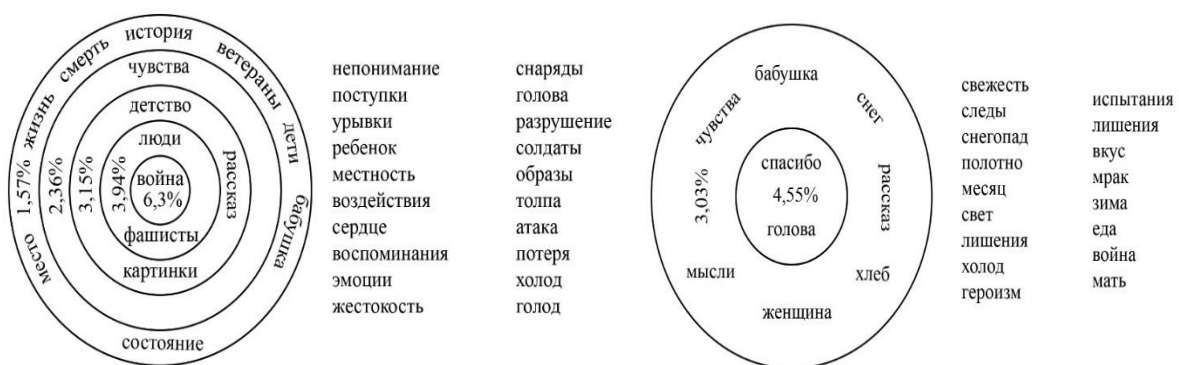 место 1,57% жизнь смерть история ветераны дети бабушка
состояние
2,36% чувства
3,15% детство рассказ
картинки
3,94% люди
фашисты
война
6,3%
непонимание
поступки
урывки
ребенок
местность
воздействия
сердце
воспоминания
эмоции
жестокость
снаряды
голова
разрушение
солдаты
образы
толпа
атака
потеря
холод
голод
бабушка
чувства
снег
рассказ
3,03%
мысли
хлеб
женщина
спасибо
4,55%
голова
свежесть
следы
снегопад
полотно
месяц
свет
лишения
холод
героизм
испытания
лишения
вкус
мрак
зима
еда
война
мать